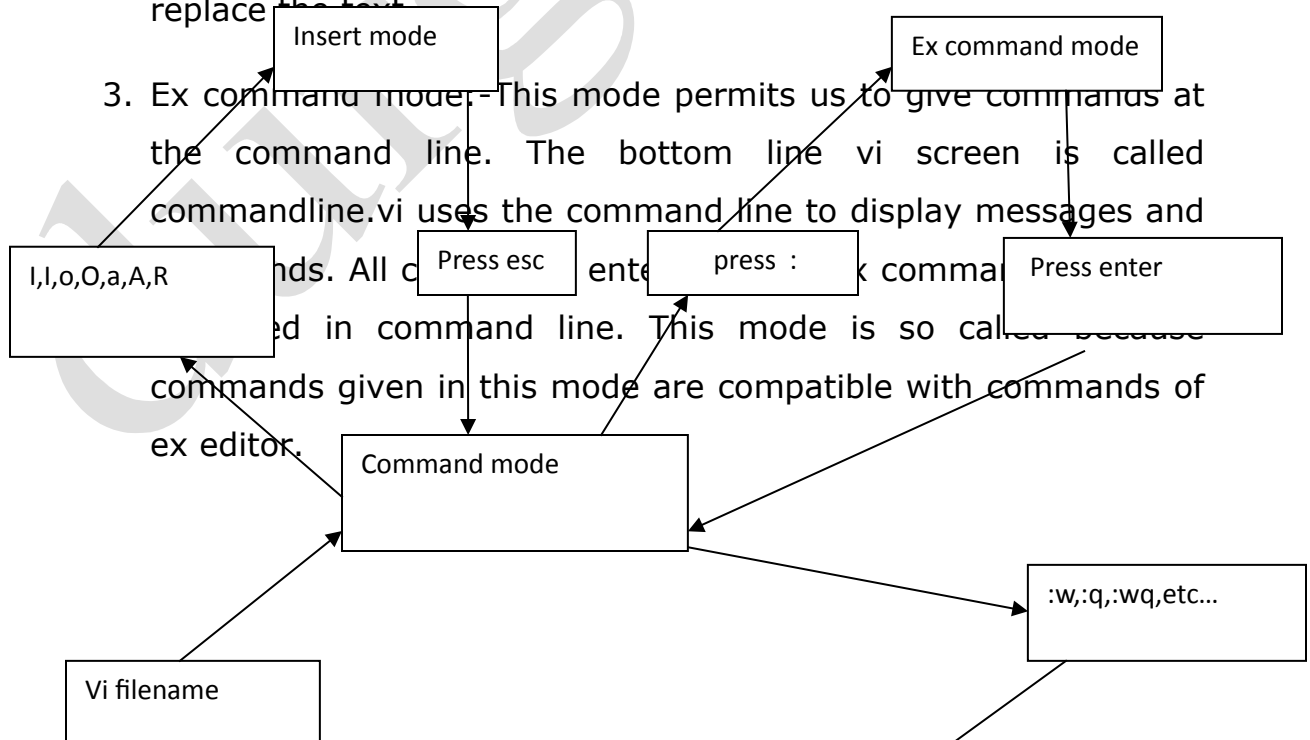 replace the text
Insert mode
Ex command mode
3. Ex command mode:-This mode permits us to give commands at
the command line. The bottom line vi screen is called
commandline.vi uses the command line to display messages and
I,I,o,O,a,A,R
Press esc
press :
Press enter
All
ed in command line. This mode is so called because
commands given in this mode are compatible with commands of
ex editor.
Command mode
:w,:q,:wq,etc…
Vi filename